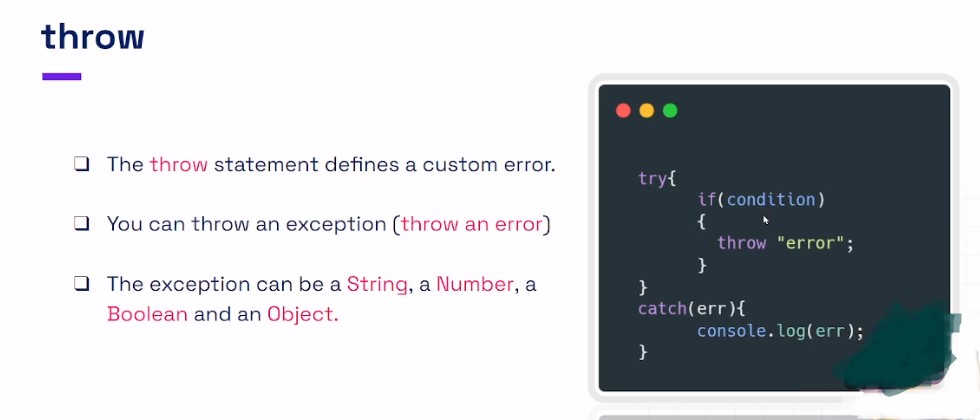 throw
❏ The throw statement defines a custom error.
❏ You can throw an exception (throw an error)
❏ The exception can be a String, a Number, a
Boolean and an Object.
try{
if(condition)
{
throw "error";
}
}
catch(err){
console.log(err);
}